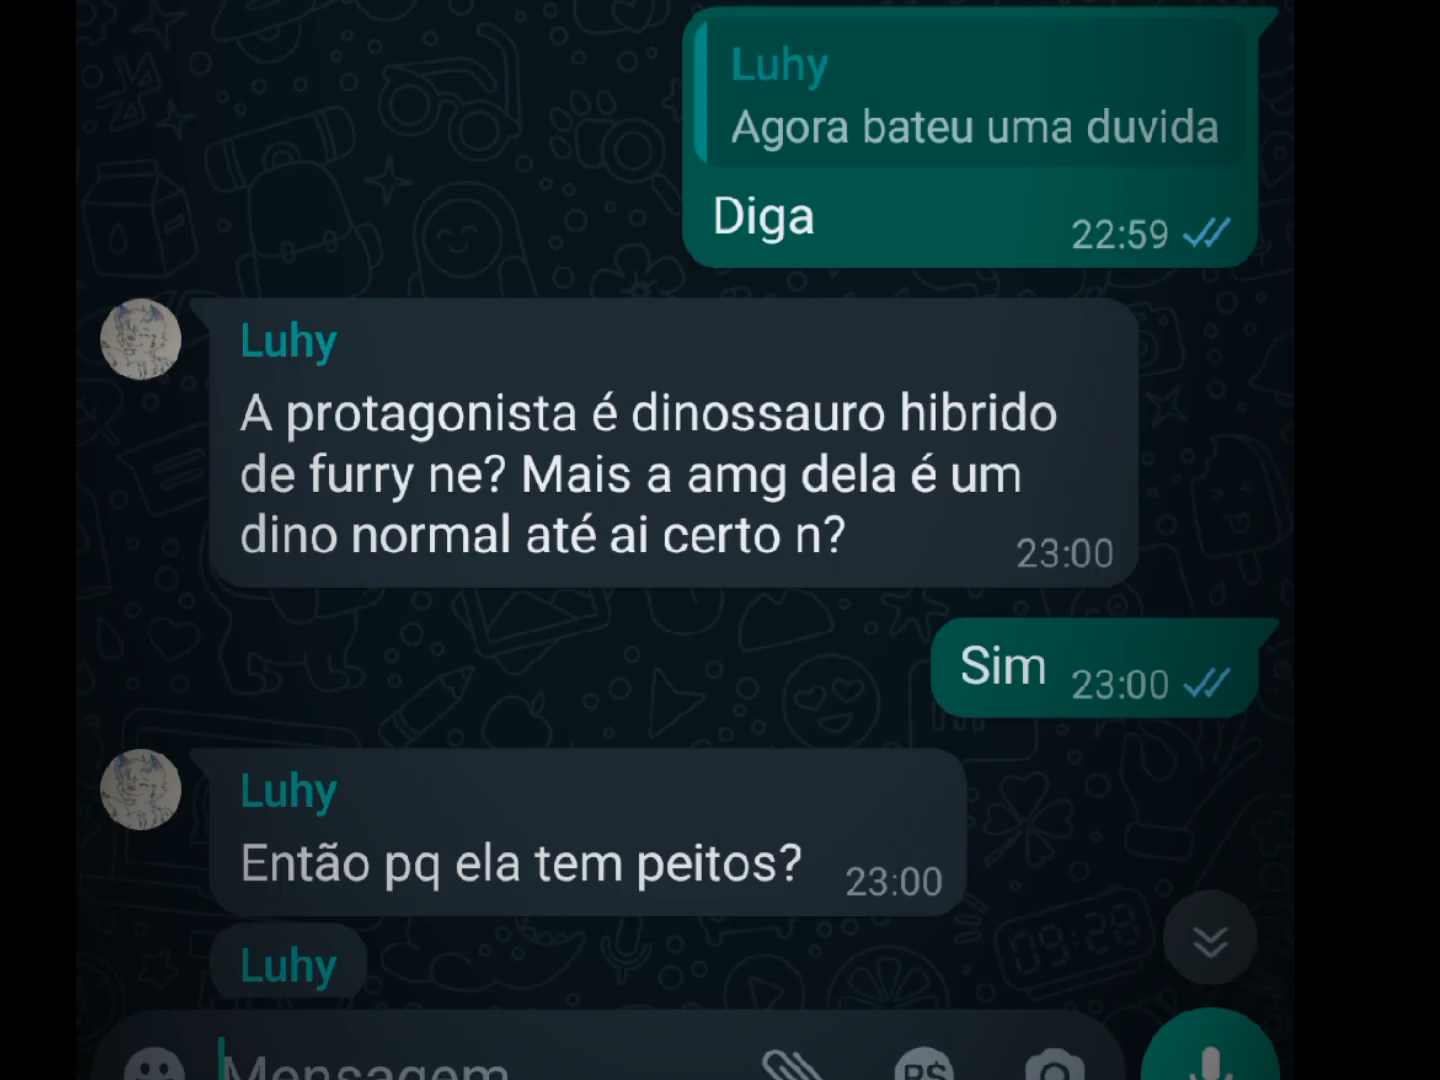 Luhy
Agora bateu uma duvida
Diga
22:59
Luhy
A protagonista é dinossauro hibrido
de furry ne? Mais a amg dela é um
dino normal até ai certo n?
23:00
Sim
23:00
Luhy
Então pq ela tem peitos?
23:00
Luhy
09:28
Mensagem
R$